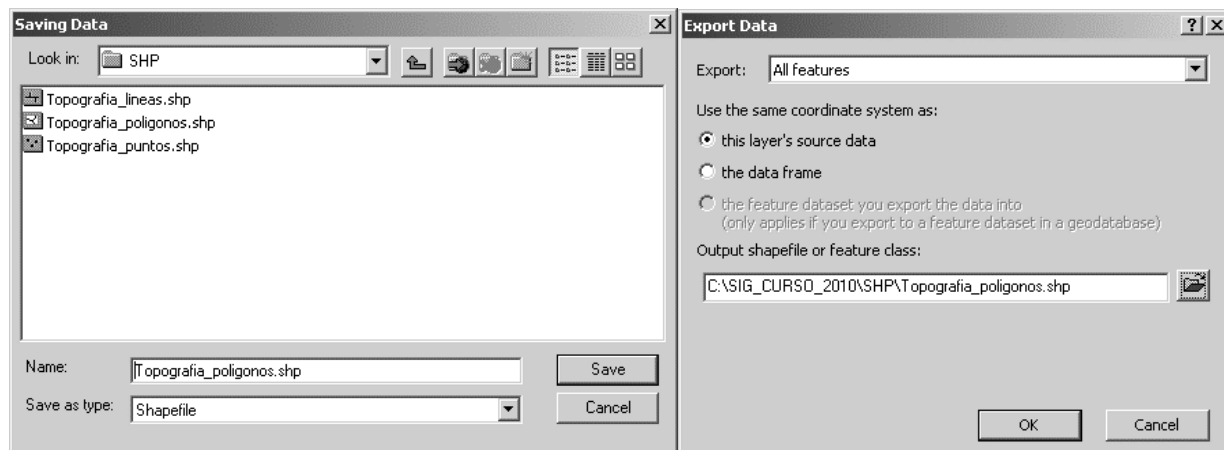 Saving Data
Look in: SHP
Topografia_lineas.shp
Topografia_poligonos.shp
Topografia_puntos.shp
Name: Topografia_poligonos.shp
Save
Save as type: Shapefile
Cancel
Export Data
Export: All features
Use the same coordinate system as:
this layer's source data
the data frame
the feature dataset you export the data into
(only applies if you export to a feature dataset in a geodatabase)
Output shapefile or feature class:
C:\SIG_CURSO_2010\SHP\Topografia_poligonos.shp
OK
Cancel